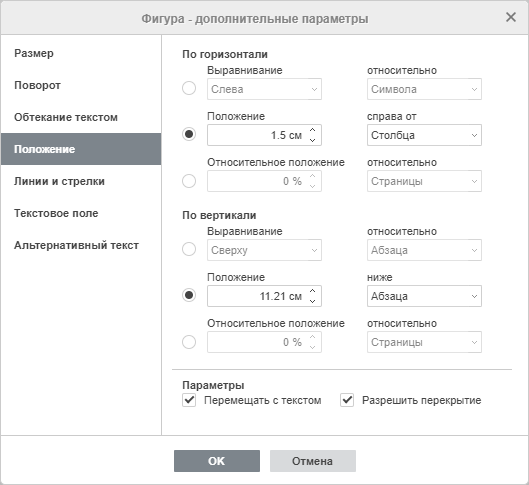 Фигура - дополнительные параметры
Размер
Поворот
Обтекание текстом
Положение
Линии и стрелки
Текстовое поле
Альтернативный текст
По горизонтали
Выравнивание относительно
Слева Символа
Положение справа от
1.5 см Столбца
Относительное положение относительно
0 % Страницы
По вертикали
Выравнивание относительно
Сверху Абзаца
Положение ниже
11.21 см Абзаца
Относительное положение относительно
0 % Страницы
Параметры
Перемещать с текстом Разрешить перекрытие
OK Отмена